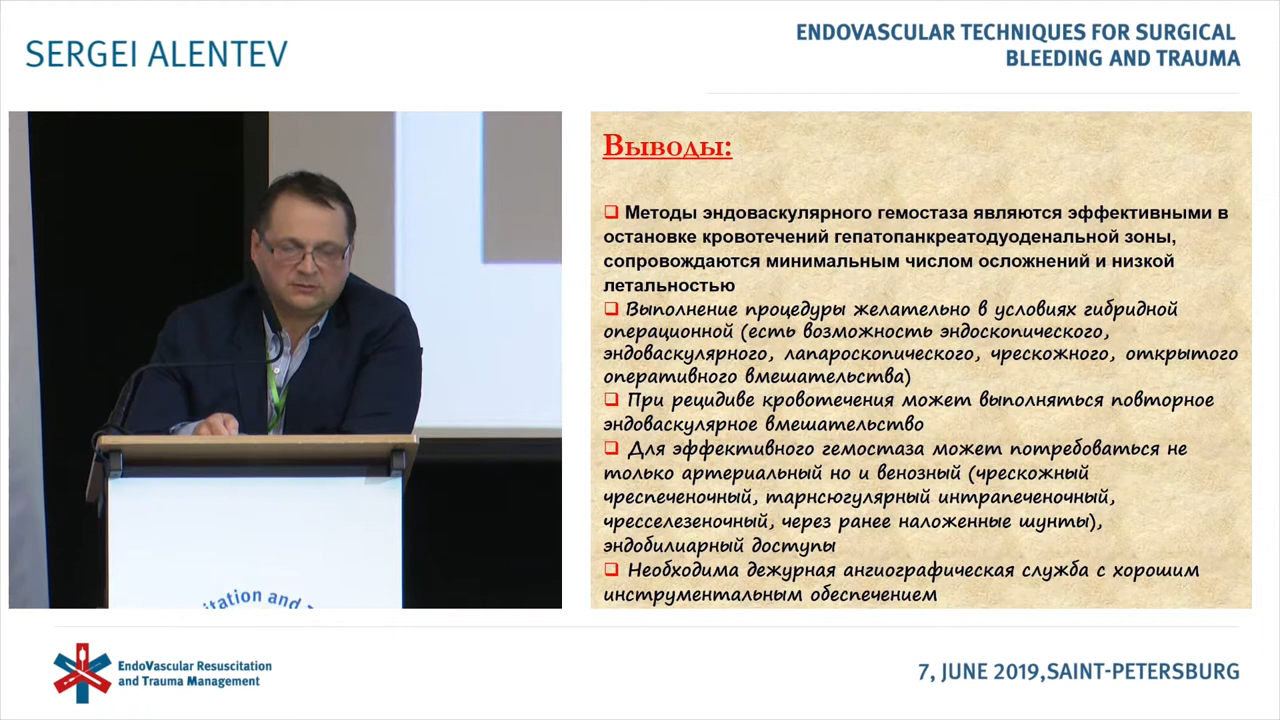 SERGEI ALENTEV
ENDOVASCULAR TECHNIQUES FOR SURGICAL
BLEEDING AND TRAUMA
Выводы:
Методы эндоваскулярного гемостаза являются эффективными в
остановке кровотечений гепатопанкреатодуоденальной зоны,
сопровождаются минимальным числом осложнений и низкой
летальностью
Выполнение процедуры желательно в условиях гибридной
операционной (есть возможность эндоскопического,
эндоваскулярного, лапароскопического, чрескожного, открытого
оперативного вмешательства)
При рецидиве кровотечения может выполняться повторное
эндоваскулярное вмешательство
Для эффективного гемостаза может потребоваться не
только артериальный но и венозный (чрескожный
чреспеченочный, тарнсюгулярный интрапеченочный,
чресселезеночный, через ранее наложенные шунты),
эндобилиарный доступы
Необходима дежурная ангиографическая служба с хорошим
инструментальным обеспечением
and
EndoVascular Resuscitation
and Trauma Management
7, JUNE 2019,SAINT-PETERSBURG